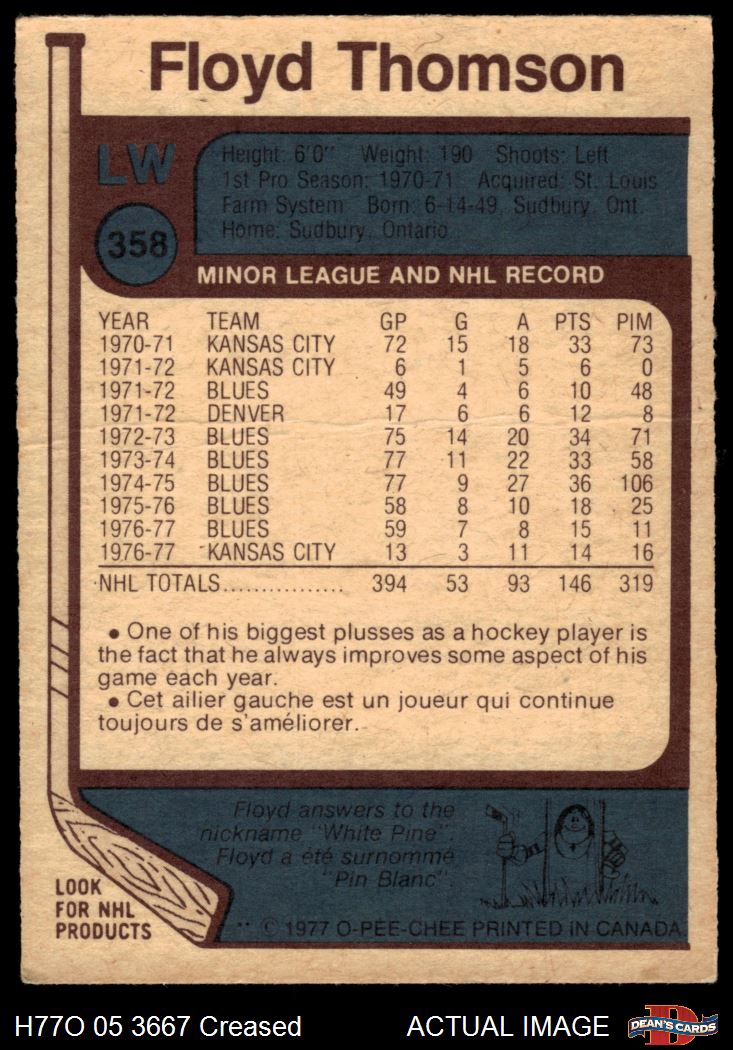 Floyd Thomson
LW
358
Height: 6'0" Weight: 190 Shoots: Left
1st Pro Season: 1970-71 Acquired: St. Louis
Farm System Born: 6-14-49, Sudbury, Ont.
Home: Sudbury, Ontario
MINOR LEAGUE AND NHL RECORD
YEAR TEAM GP G A PTS PIM
1970-71 KANSAS CITY 72 15 18 33 73
1971-72 KANSAS CITY 6 1 5 6 0
1971-72 BLUES 49 4 6 10 48
1971-72 DENVER 17 6 6 12 8
1972-73 BLUES 75 14 20 34 71
1973-74 BLUES 77 11 22 33 58
1974-75 BLUES 77 9 27 36 106
1975-76 BLUES 58 8 10 18 25
1976-77 BLUES 59 7 8 15 11
1976-77 KANSAS CITY 13 3 11 14 16
NHL TOTALS................ 394 53 93 146 319
• One of his biggest plusses as a hockey player is
the fact that he always improves some aspect of his
game each year.
• Cet ailier gauche est un joueur qui continue
toujours de s'améliorer.
Floyd answers to the
nickname "White Pine".
Floyd a été surnommé
"Pin Blanc".
LOOK
FOR NHL
PRODUCTS
** © 1977 O-PEE-CHEE PRINTED IN CANADA
H77O 05 3667 Creased ACTUAL IMAGE
D
DEAN'S CARDS